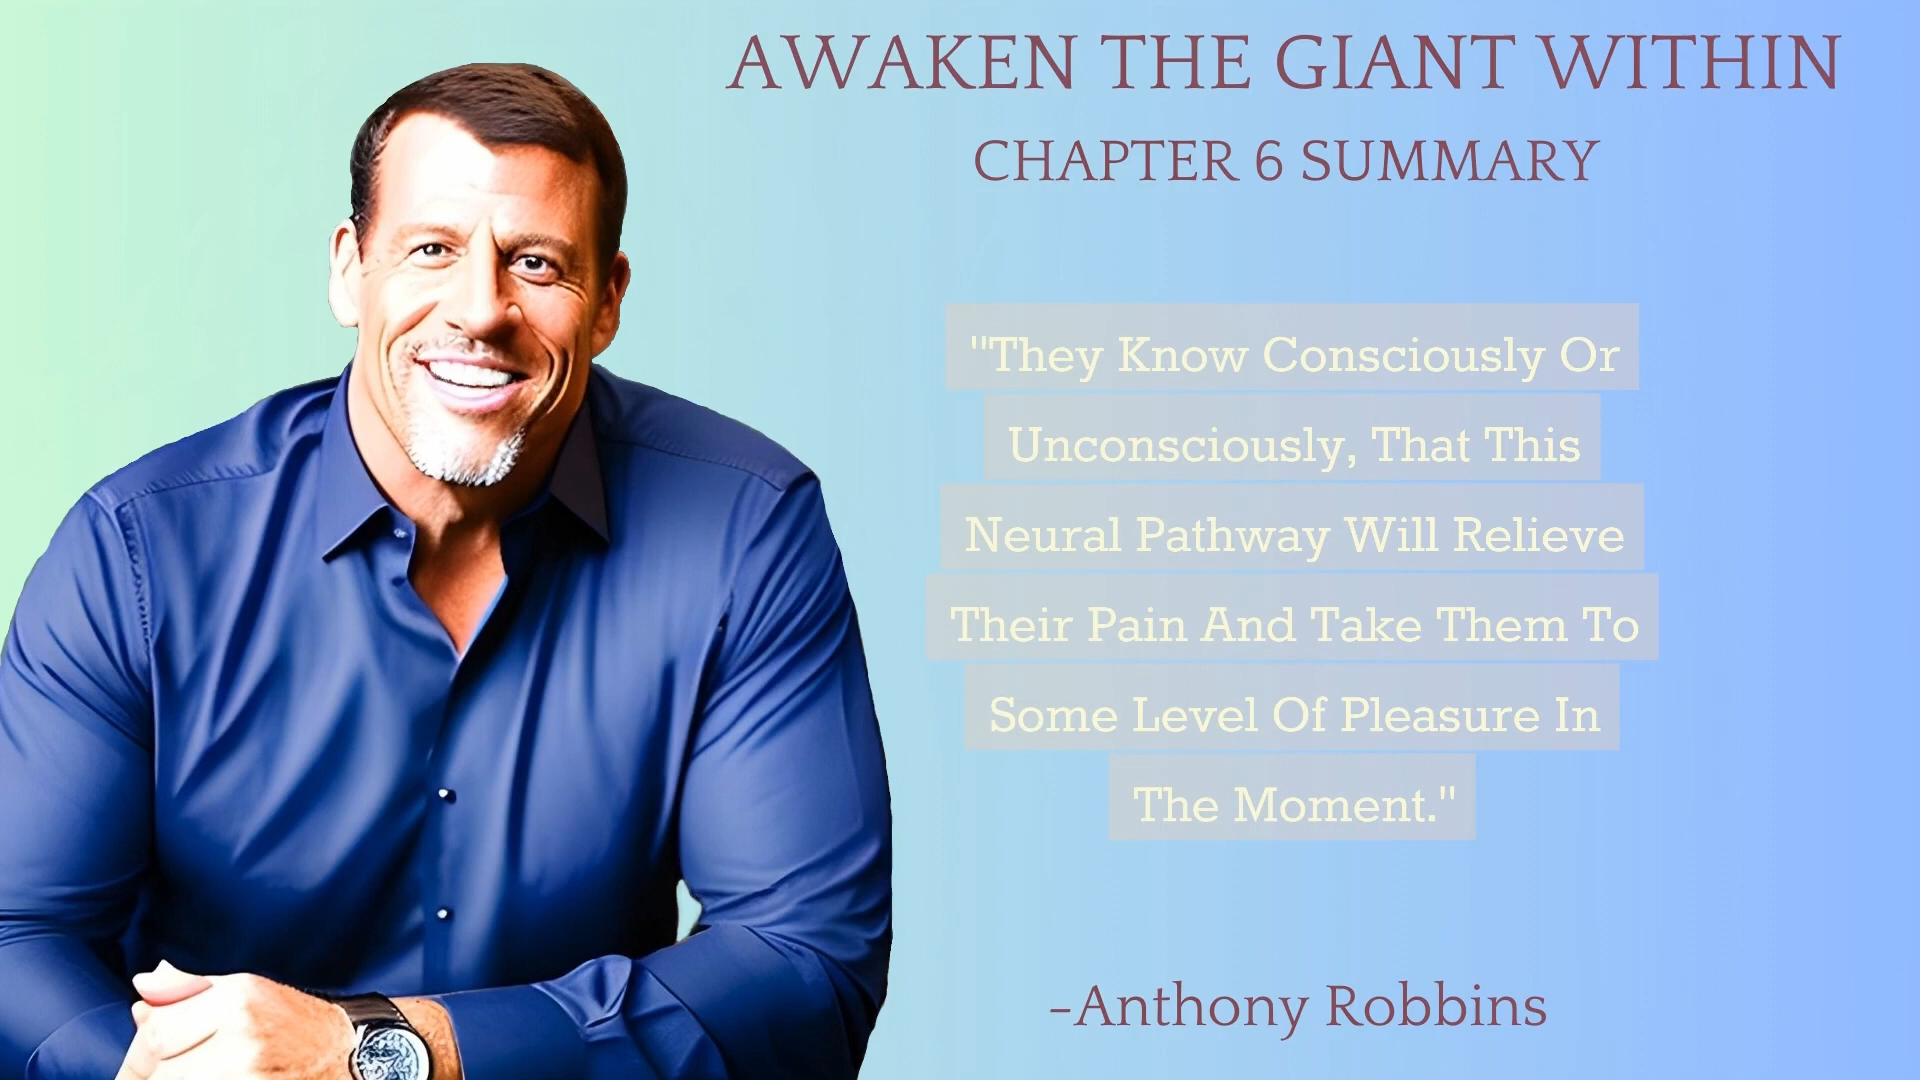 AWAKEN THE GIANT WITHIN
CHAPTER 6 SUMMARY
"They Know Consciously Or
Unconsciously, That This
Neural Pathway Will Relieve
Their Pain And Take Them To
Some Level Of Pleasure In
The Moment."
-Anthony Robbins